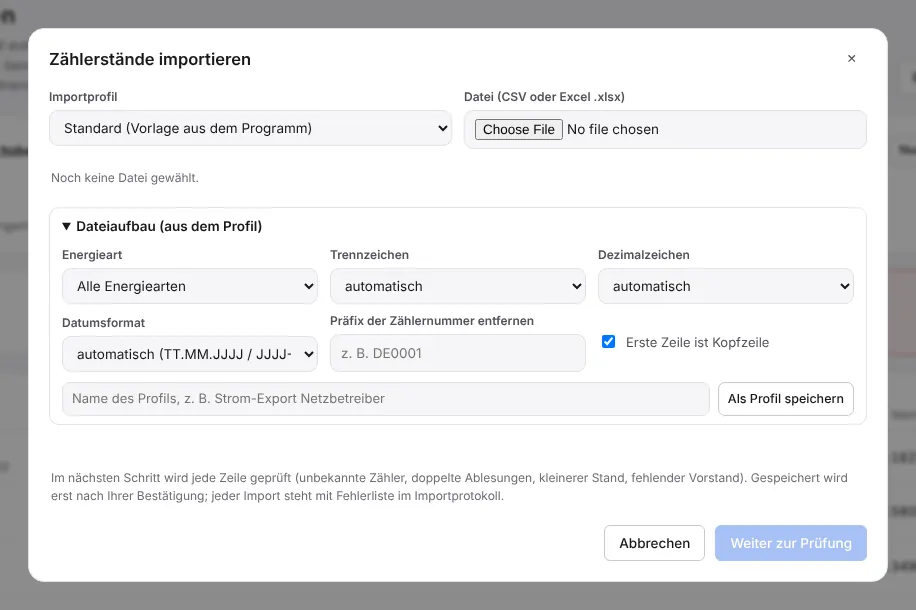 Zählerstände importieren
×
Importprofil
Datei (CSV oder Excel .xlsx)
Standard (Vorlage aus dem Programm)
Choose File No file chosen
Noch keine Datei gewählt.
▼ Dateiaufbau (aus dem Profil)
Energieart
Trennzeichen
Dezimalzeichen
Alle Energiearten
automatisch
automatisch
Datumsformat
Präfix der Zählernummer entfernen
automatisch (TT.MM.JJJJ / JJJJ-
z. B. DE0001
Erste Zeile ist Kopfzeile
Name des Profils, z. B. Strom-Export Netzbetreiber
Als Profil speichern
Im nächsten Schritt wird jede Zeile geprüft (unbekannte Zähler, doppelte Ablesungen, kleinerer Stand, fehlender Vorstand). Gespeichert wird
erst nach Ihrer Bestätigung; jeder Import steht mit Fehlerliste im Importprotokoll.
Abbrechen
Weiter zur Prüfung